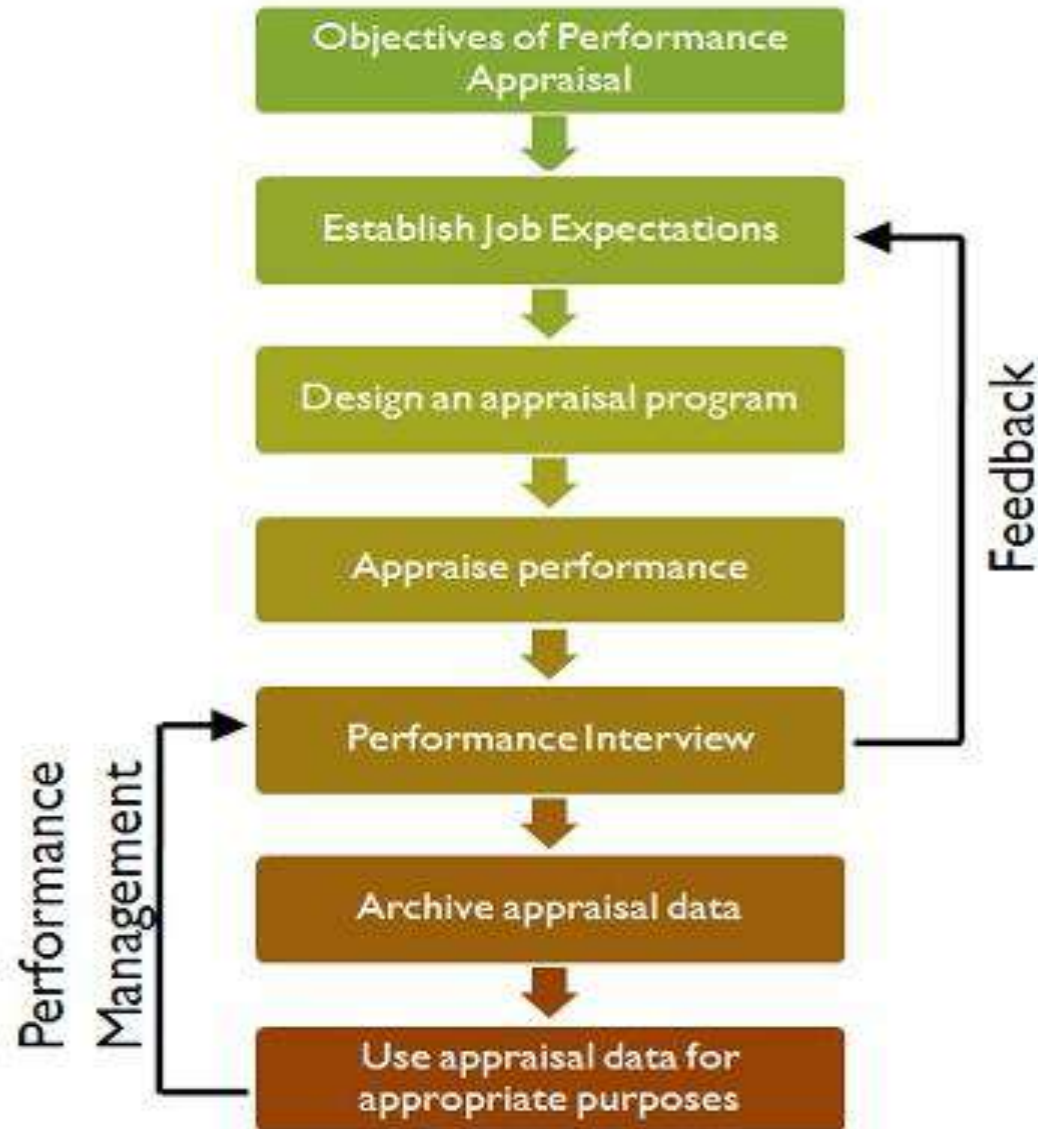 Objectives of Performance
Appraisal
Establish Job Expectations
Design an appraisal program
Appraise performance
Performance Interview
Archive appraisal data
Use appraisal data for
appropriate purposes
Feedback
Performance
Management